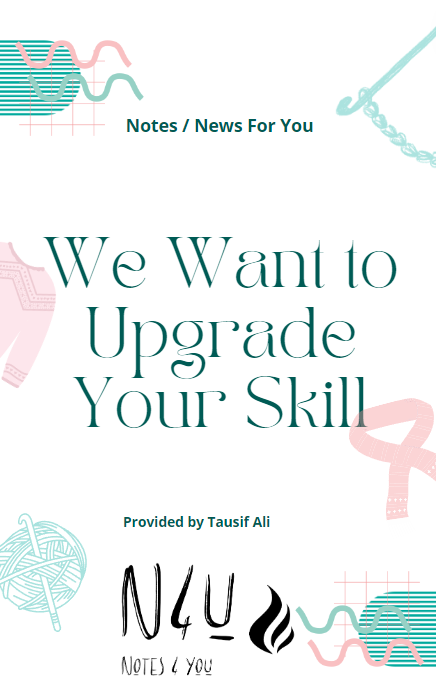 Notes / News For You
We Want to
Upgrade
Your Skill
Provided by Tausif Ali
N4U
NOTES 4 YOU